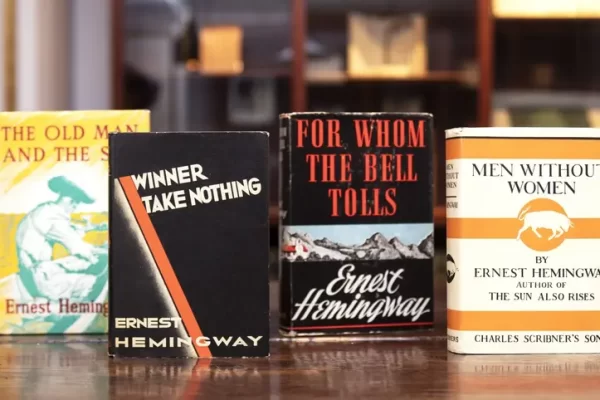 THE OLD MAN
AND THE S
Ernest Heming
WINNER
TAKE NOTHING
ERNEST
HEMINGWAY
FOR WHOM
THE BELL
TOLLS
Ernest
Hemingway
MEN WITHOUT
WOMEN
BY
ERNEST HEMINGWA
AUTHOR OF
THE SUN ALSO RISES
CHARLES SCRIBNER'S SON